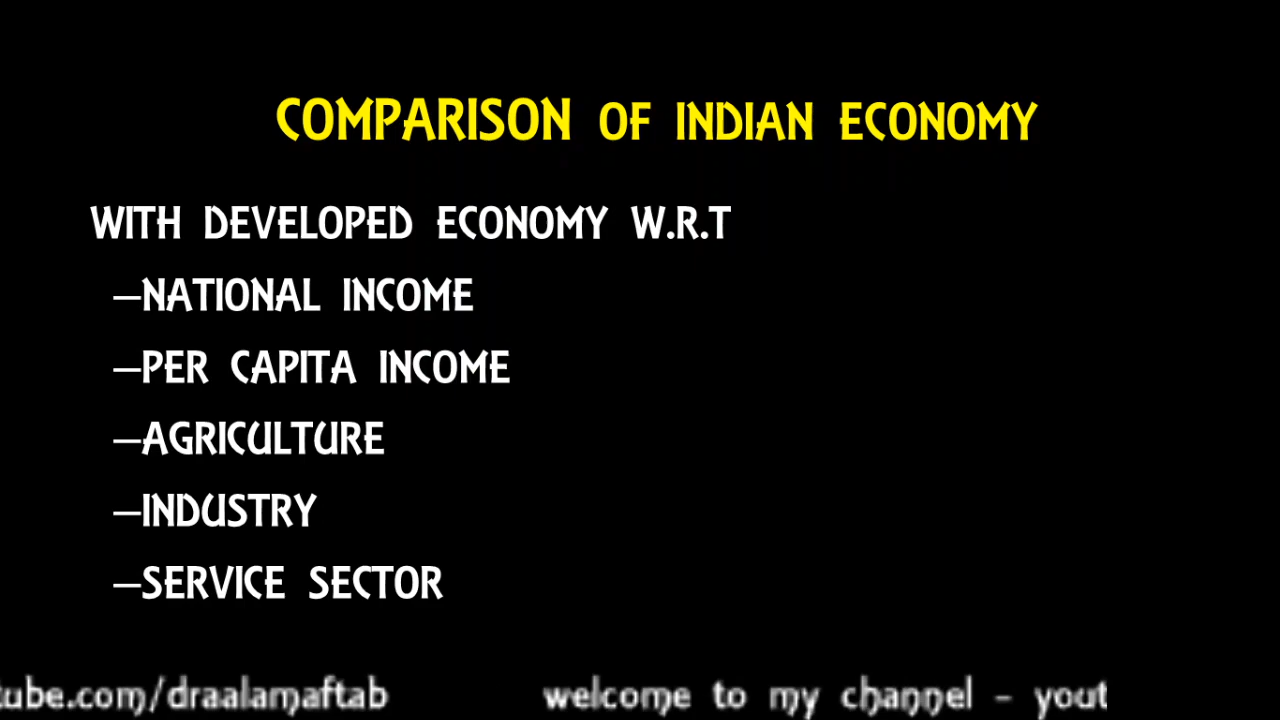 COMPARISON OF INDIAN ECONOMY
WITH DEVELOPED ECONOMY W.R.T
–NATIONAL INCOME
–PER CAPITA INCOME
–AGRICULTURE
–INDUSTRY
–SERVICE SECTOR
tube.com/draalamaftab welcome to my channel - yout